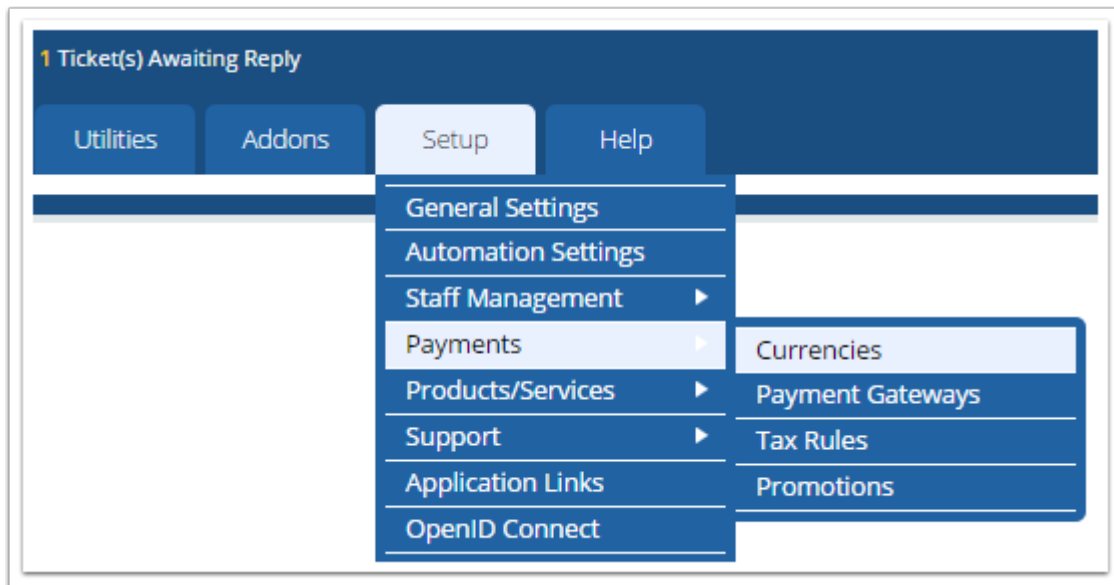 1 Ticket(s) Awaiting Reply
Utilities Addons Setup Help
General Settings
Automation Settings
Staff Management
Payments
Products/Services
Support
Application Links
OpenID Connect
Currencies
Payment Gateways
Tax Rules
Promotions